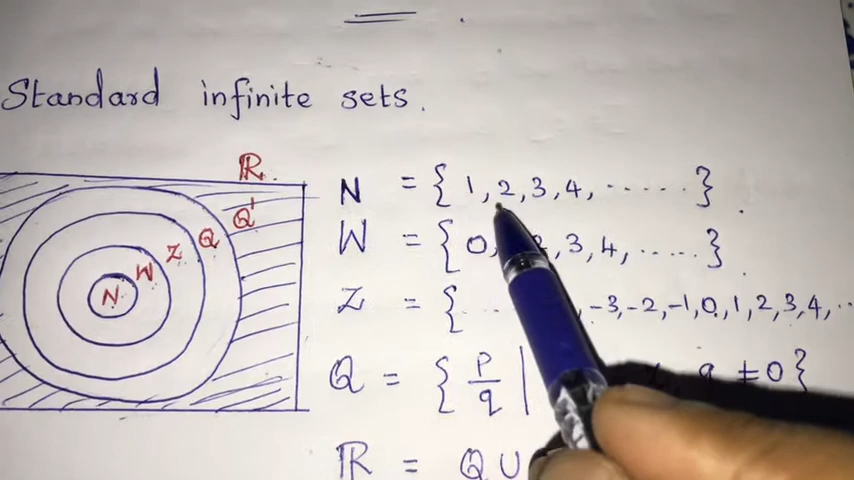 Standard infinite sets.
ℝ
Q'
Q
Z
W
N
N = {1,2,3,4,.....}
W = {0, 2,3,4,.....}
Z = {.. ,-3,-2,-1,0,1,2,3,4,..
Q = {p/q | q ≠0}
ℝ = Q U